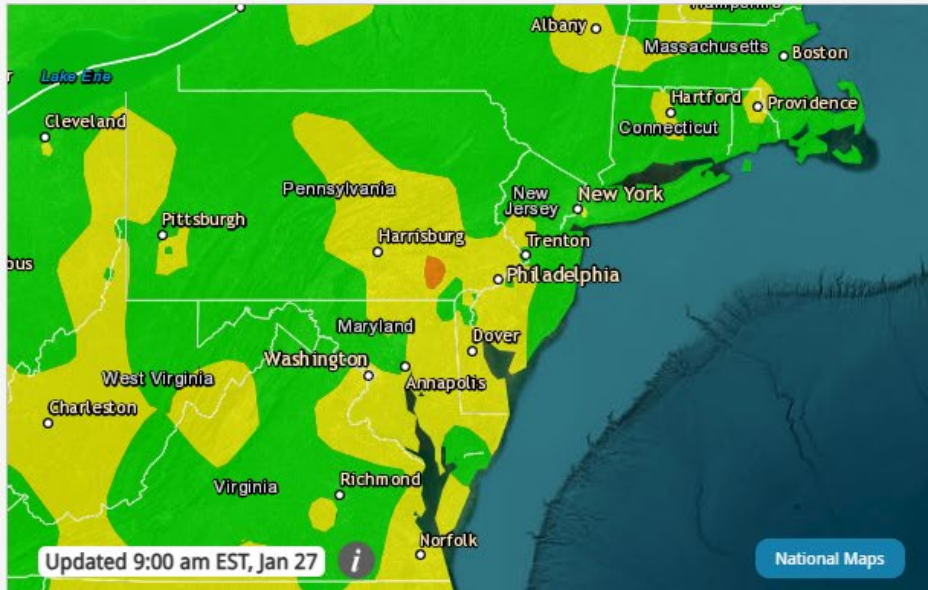 Hampshire
Albany
Massachusetts
Boston
Lake Erie
Cleveland
Hartford
Providence
Connecticut
Pennsylvania
New
Jersey
New York
Pittsburgh
Harrisburg
Trenton
bus
Philadelphia
Maryland
Dover
Washington
West Virginia
Annapolis
Charleston
Virginia
Richmond
Norfolk
Updated 9:00 am EST, Jan 27
i
National Maps